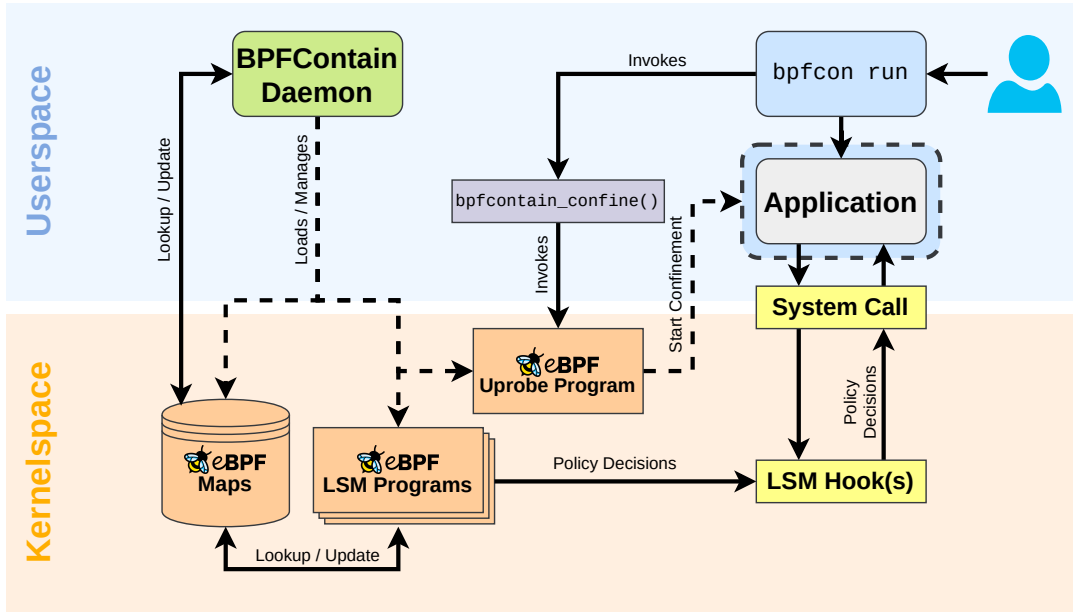 Userspace
BPFContain
Daemon
Lookup / Update
Loads / Manages
Invokes
bpfcon run
bpfcontain_confine()
Invokes
Start Confinement
Application
System Call
Kernelspace
eBPF
Uprobe Program
eBPF
Maps
eBPF
LSM Programs
Policy Decisions
Policy
Decisions
LSM Hook(s)
Lookup / Update